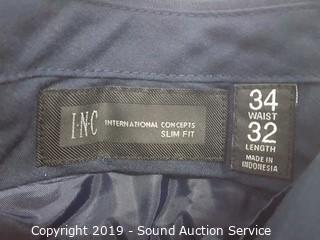 I·N·C INTERNATIONAL CONCEPTS
SLIM FIT
34
WAIST
32
LENGTH
MADE IN
INDONESIA
Copyright 2019 - Sound Auction Service